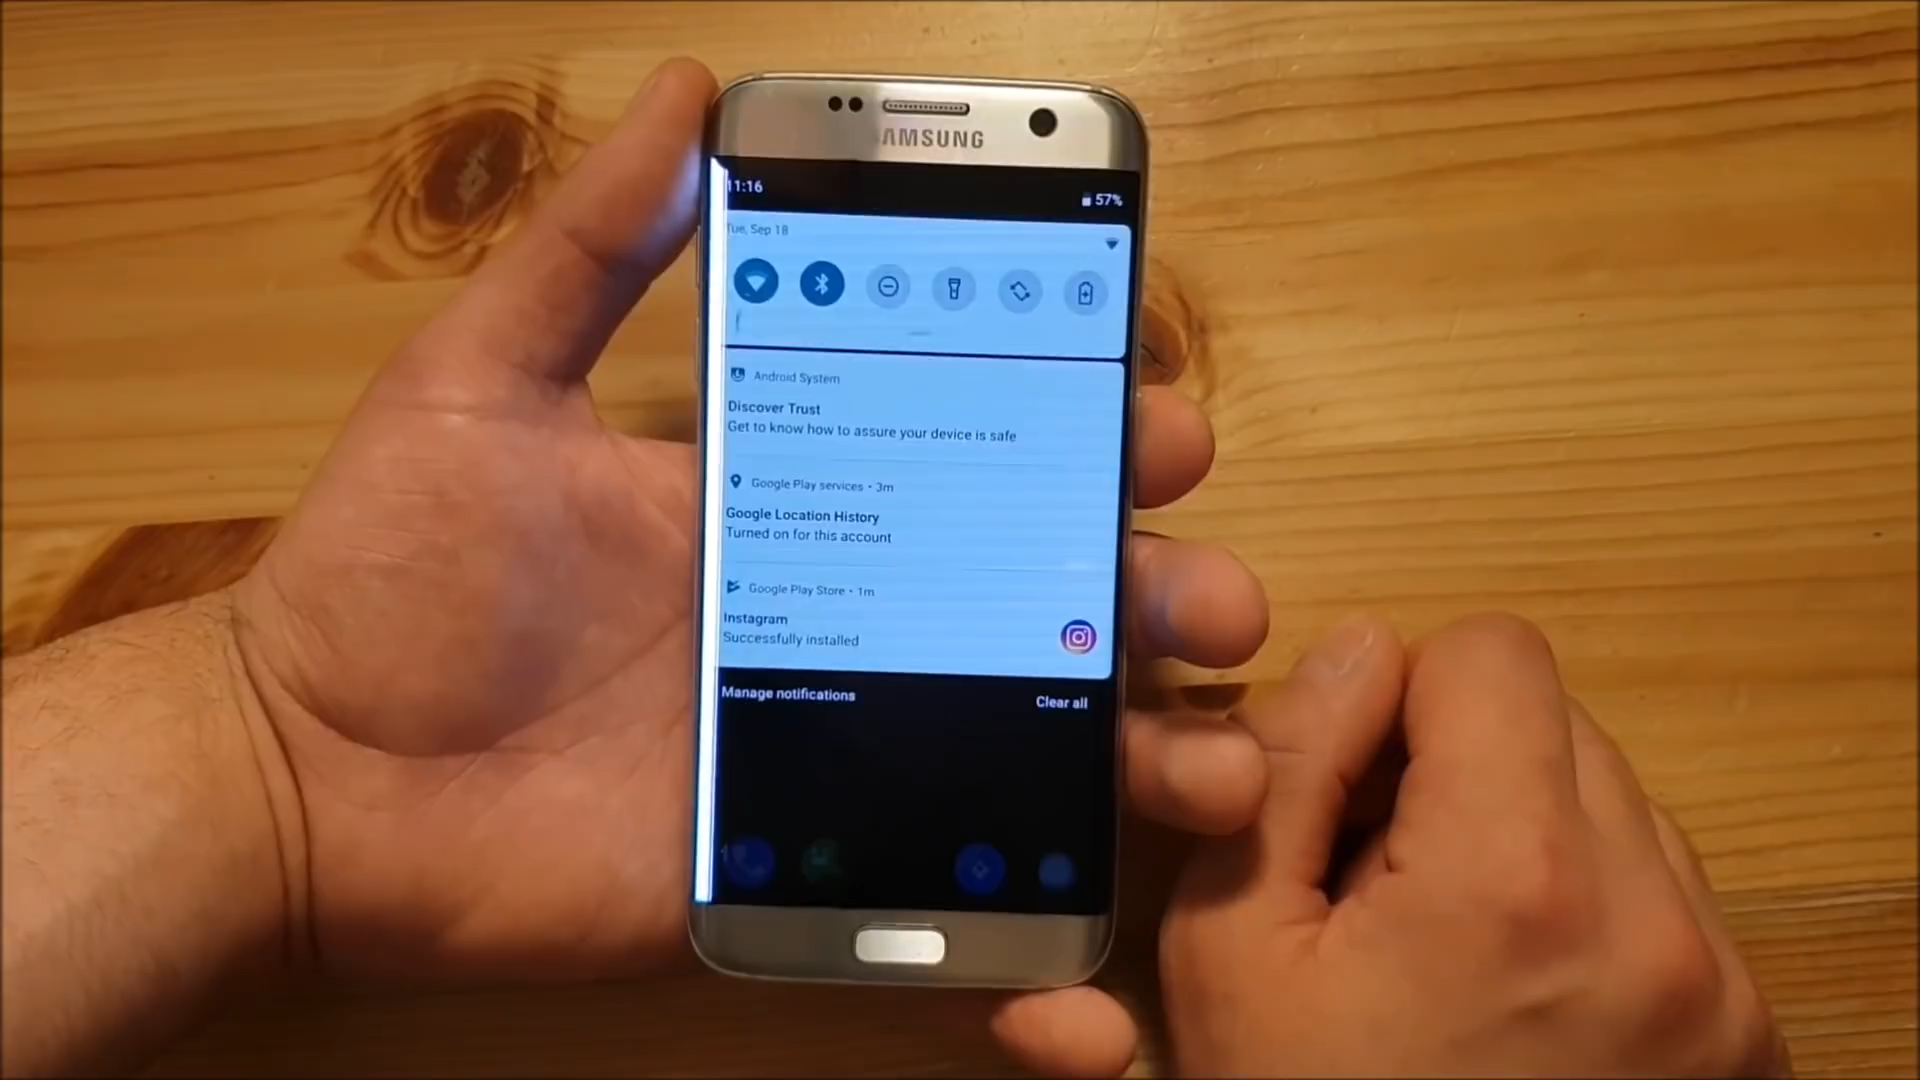 SAMSUNG
11:16
57%
Tue, Sep 18
Android System
Discover Trust
Get to know how to assure your device is safe
Google Play services • 3m
Google Location History
Turned on for this account
Google Play Store • 1m
Instagram
Successfully installed
Manage notifications
Clear all